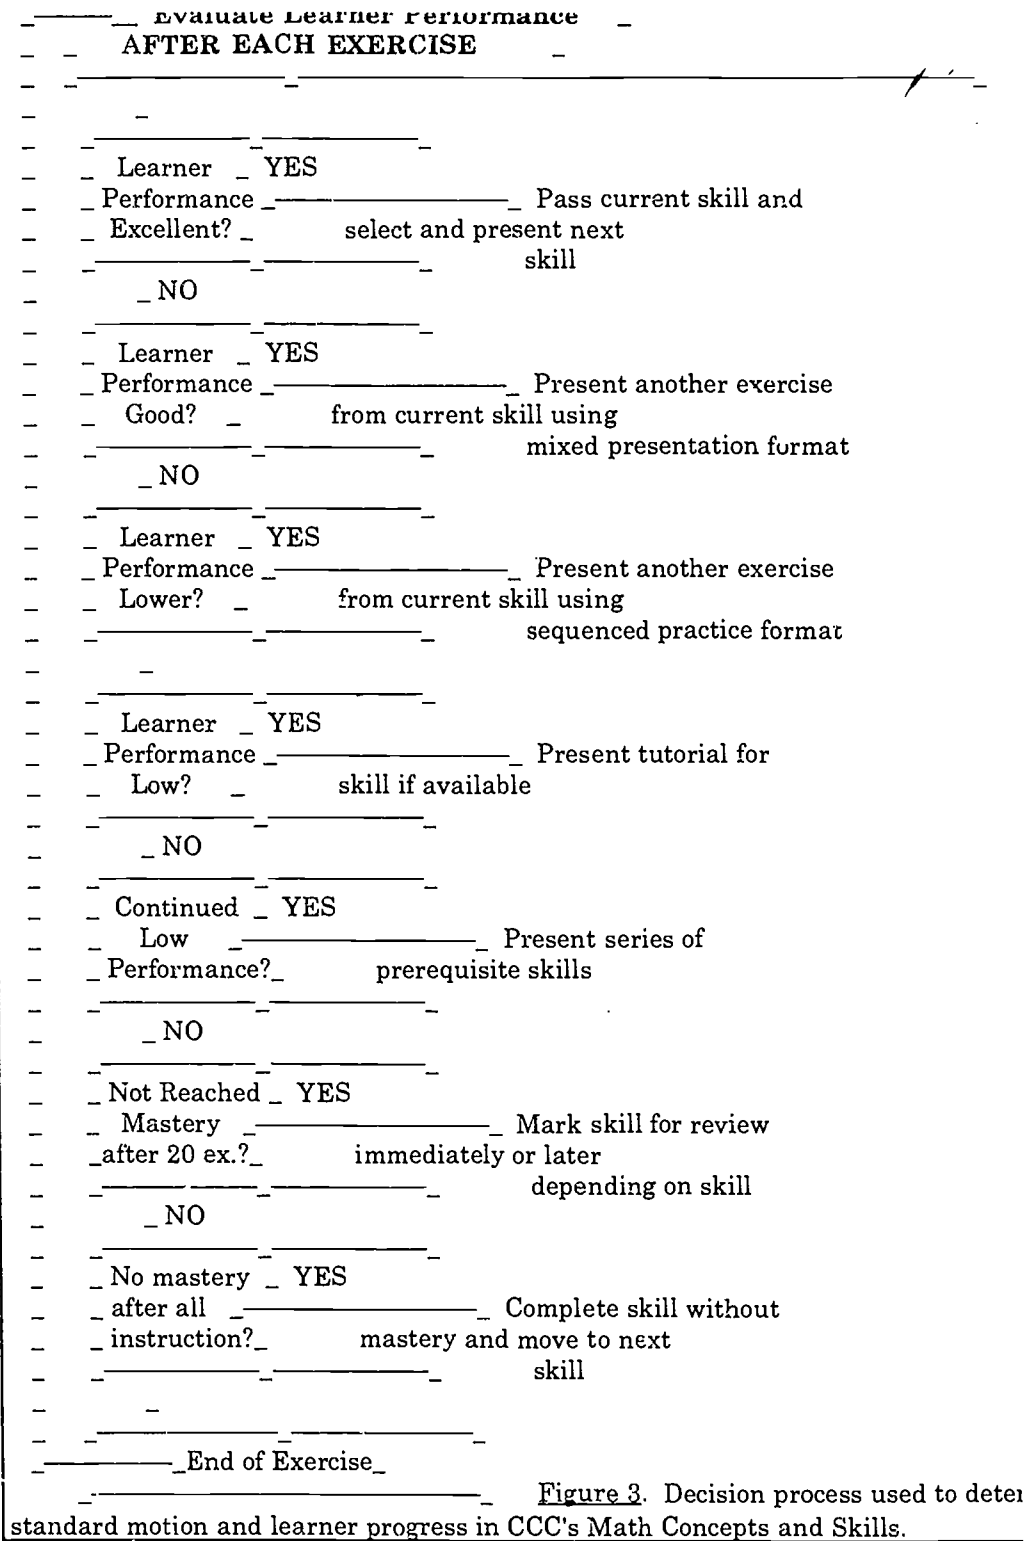 Evaluate Learner Performance
AFTER EACH EXERCISE
Learner YES
Performance Pass current skill and
Excellent? select and present next
skill
NO
Learner YES
Performance Present another exercise
Good? from current skill using
mixed presentation format
NO
Learner YES
Performance Present another exercise
Lower? from current skill using
sequenced practice format
Learner YES
Performance Present tutorial for
Low? skill if available
NO
Continued YES
Low Present series of
Performance? prerequisite skills
NO
Not Reached YES
Mastery Mark skill for review
after 20 ex.? immediately or later
depending on skill
NO
No mastery YES
after all Complete skill without
instruction? mastery and move to next
skill
End of Exercise
Figure 3. Decision process used to
standard motion and learner progress in CCC's Math Concepts and Skills.